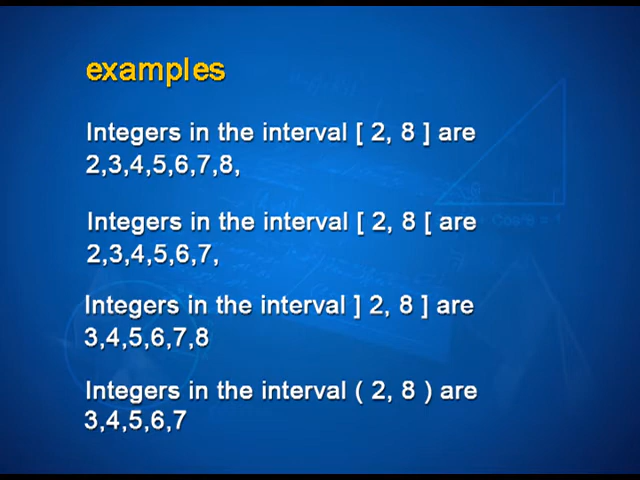 examples
Integers in the interval [ 2, 8 ] are
2,3,4,5,6,7,8,
Integers in the interval [ 2, 8 [ are
2,3,4,5,6,7,
Integers in the interval ] 2, 8 ] are
3,4,5,6,7,8
Integers in the interval ( 2, 8 ) are
3,4,5,6,7